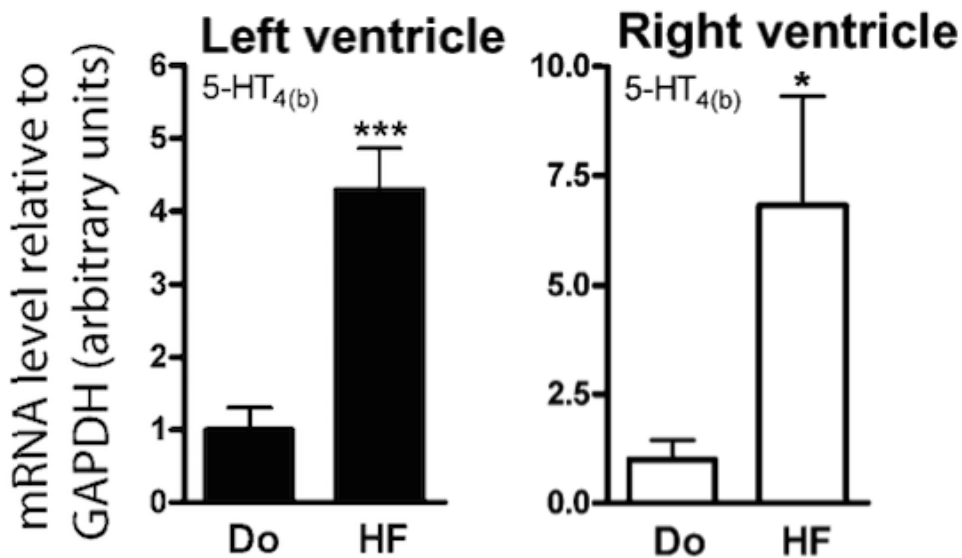 mRNA level relative to
GAPDH (arbitrary units)
Left ventricle
5-HT4(b)
6
5
4
3
2
1
0
***
Do HF
Right ventricle
5-HT4(b)
10.0
7.5
5.0
2.5
0.0
*
Do HF